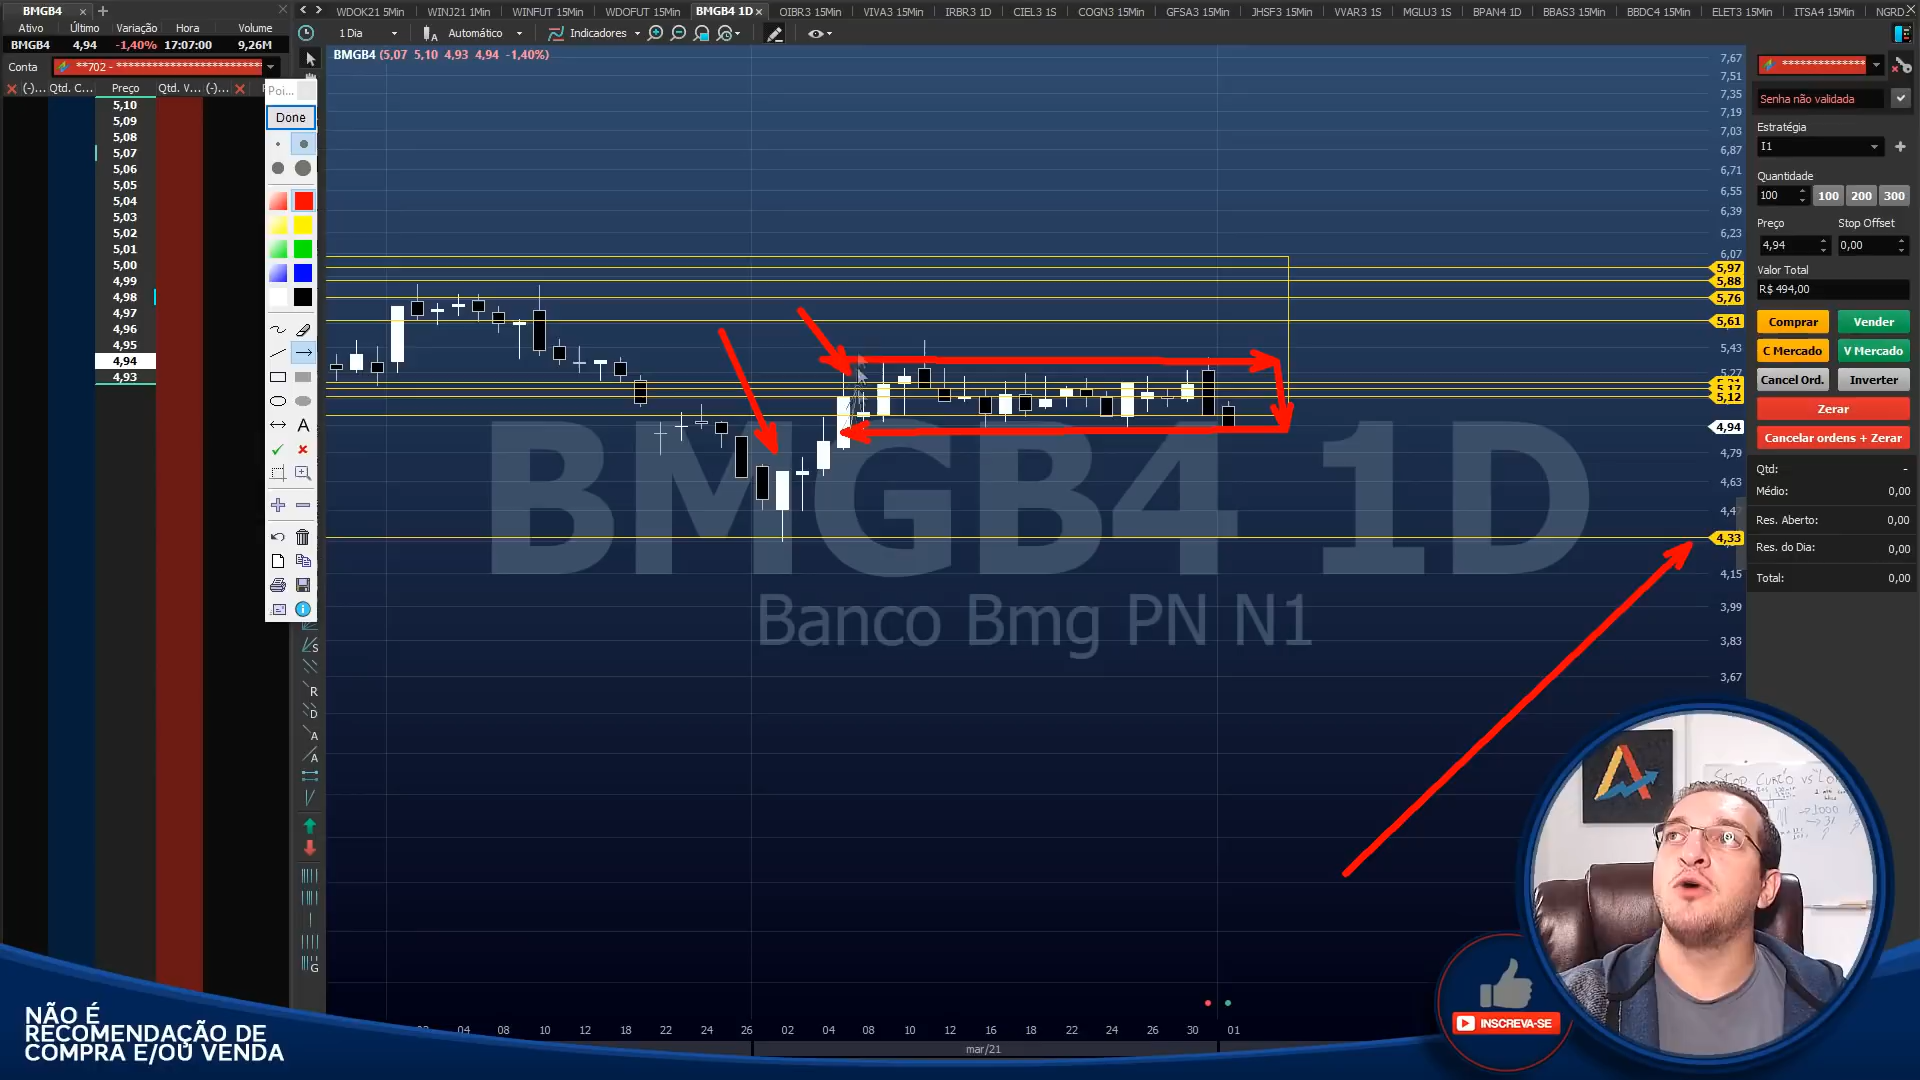 BMGB4
Ativo Último Variação Hora Volume
BMGB4 4,94 -1,40% 17:07:00 9,26M
Conta **702 - **************************
(-)... Qtd. C... Preço Qtd. V... (-)...
5,10
5,09
5,08
5,07
5,06
5,05
5,04
5,03
5,02
5,01
5,00
4,99
4,98
4,97
4,96
4,95
4,94
4,93
Poi...
Done
A
WDOK21 5Min WINJ21 1Min WINFUT 15Min WDOFUT 15Min BMGB4 1D OIBR3 15Min VIVA3 15Min IRBR3 1D CIEL3 1S COGN3 15Min GFSA3 15Min JHSF3 15Min VVAR3 1S MGLU3 1S BPAN4 1D BBAS3 15Min BBDC4 15Min ELET3 15Min ITSA4 15Min NGRD
1 Dia Automático Indicadores
BMGB4 (5,07 5,10 4,93 4,94 -1,40%)
BMGB4 1D
Banco Bmg PN N1
7,67
7,51
7,35
7,19
7,03
6,87
6,71
6,55
6,39
6,23
6,07
5,97
5,88
5,76
5,61
5,43
5,27
5,12
4,94
4,79
4,63
4,33
4,15
3,99
3,83
3,67
04 08 10 12 18 22 24 26 02 04 08 10 12 16 18 22 24 26 30 01
mar/21
S
R
D
A
A
G
***************
Senha não validada
Estratégia
I1
Quantidade
100 100 200 300
Preço Stop Offset
4,94 0,00
Valor Total
R$ 494,00
Comprar Vender
C Mercado V Mercado
Cancel Ord. Inverter
Zerar
Cancelar ordens + Zerar
Qtd: -
Médio: 0,00
Res. Aberto: 0,00
Res. do Dia: 0,00
Total: 0,00
STOP CURTO VS
INSCREVA-SE
NÃO É
RECOMENDAÇÃO DE
COMPRA E/OU VENDA